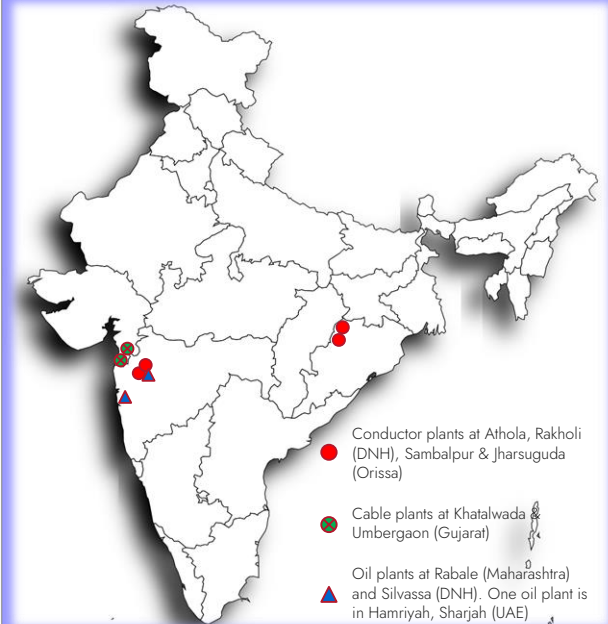 Conductor plants at Athola, Rakholi
(DNH), Sambalpur & Jharsuguda
(Orissa)
Cable plants at Khatalwada &
Umbergaon (Gujarat)
Oil plants at Rabale (Maharashtra)
and Silvassa (DNH). One oil plant is
in Hamriyah, Sharjah (UAE)